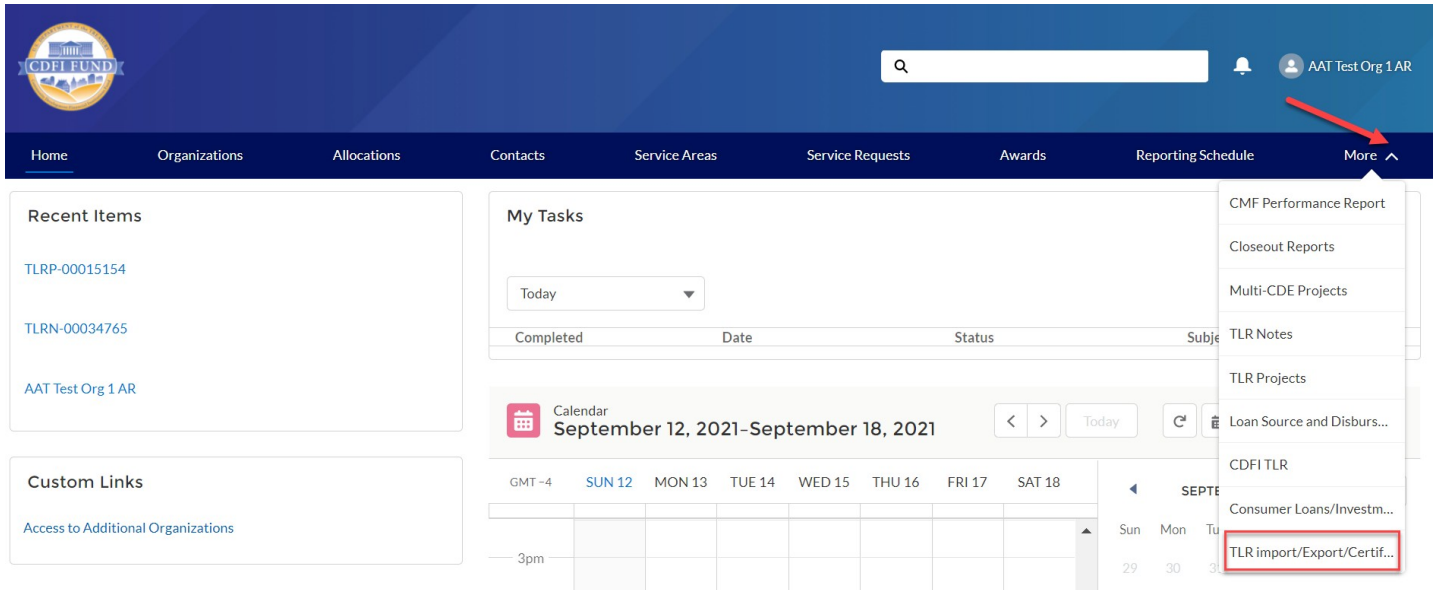 CDFI FUND
AAT Test Org 1 AR
Home Organizations Allocations Contacts Service Areas Service Requests Awards Reporting Schedule More
Recent Items
TLRP-00015154
TLRN-00034765
AAT Test Org 1 AR
Custom Links
Access to Additional Organizations
My Tasks
Today
Completed Date Status Subje
Calendar
September 12, 2021–September 18, 2021
Today
GMT −4 SUN 12 MON 13 TUE 14 WED 15 THU 16 FRI 17 SAT 18
3pm
SEPTE
Sun Mon Tu
29 30
CMF Performance Report
Closeout Reports
Multi-CDE Projects
TLR Notes
TLR Projects
Loan Source and Disburs...
CDFI TLR
Consumer Loans/Investm...
TLR import/Export/Certif...